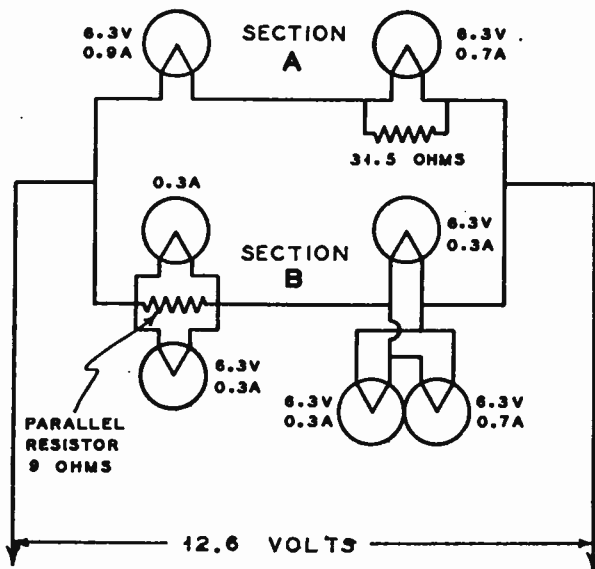 6.3V
0.9A
SECTION
A
6.3V
0.7A
31.5 OHMS
0.3A
SECTION
B
6.3V
0.3A
6.3V
0.3A
6.3V
0.3A
6.3V
0.7A
PARALLEL
RESISTOR
9 OHMS
12.6 VOLTS